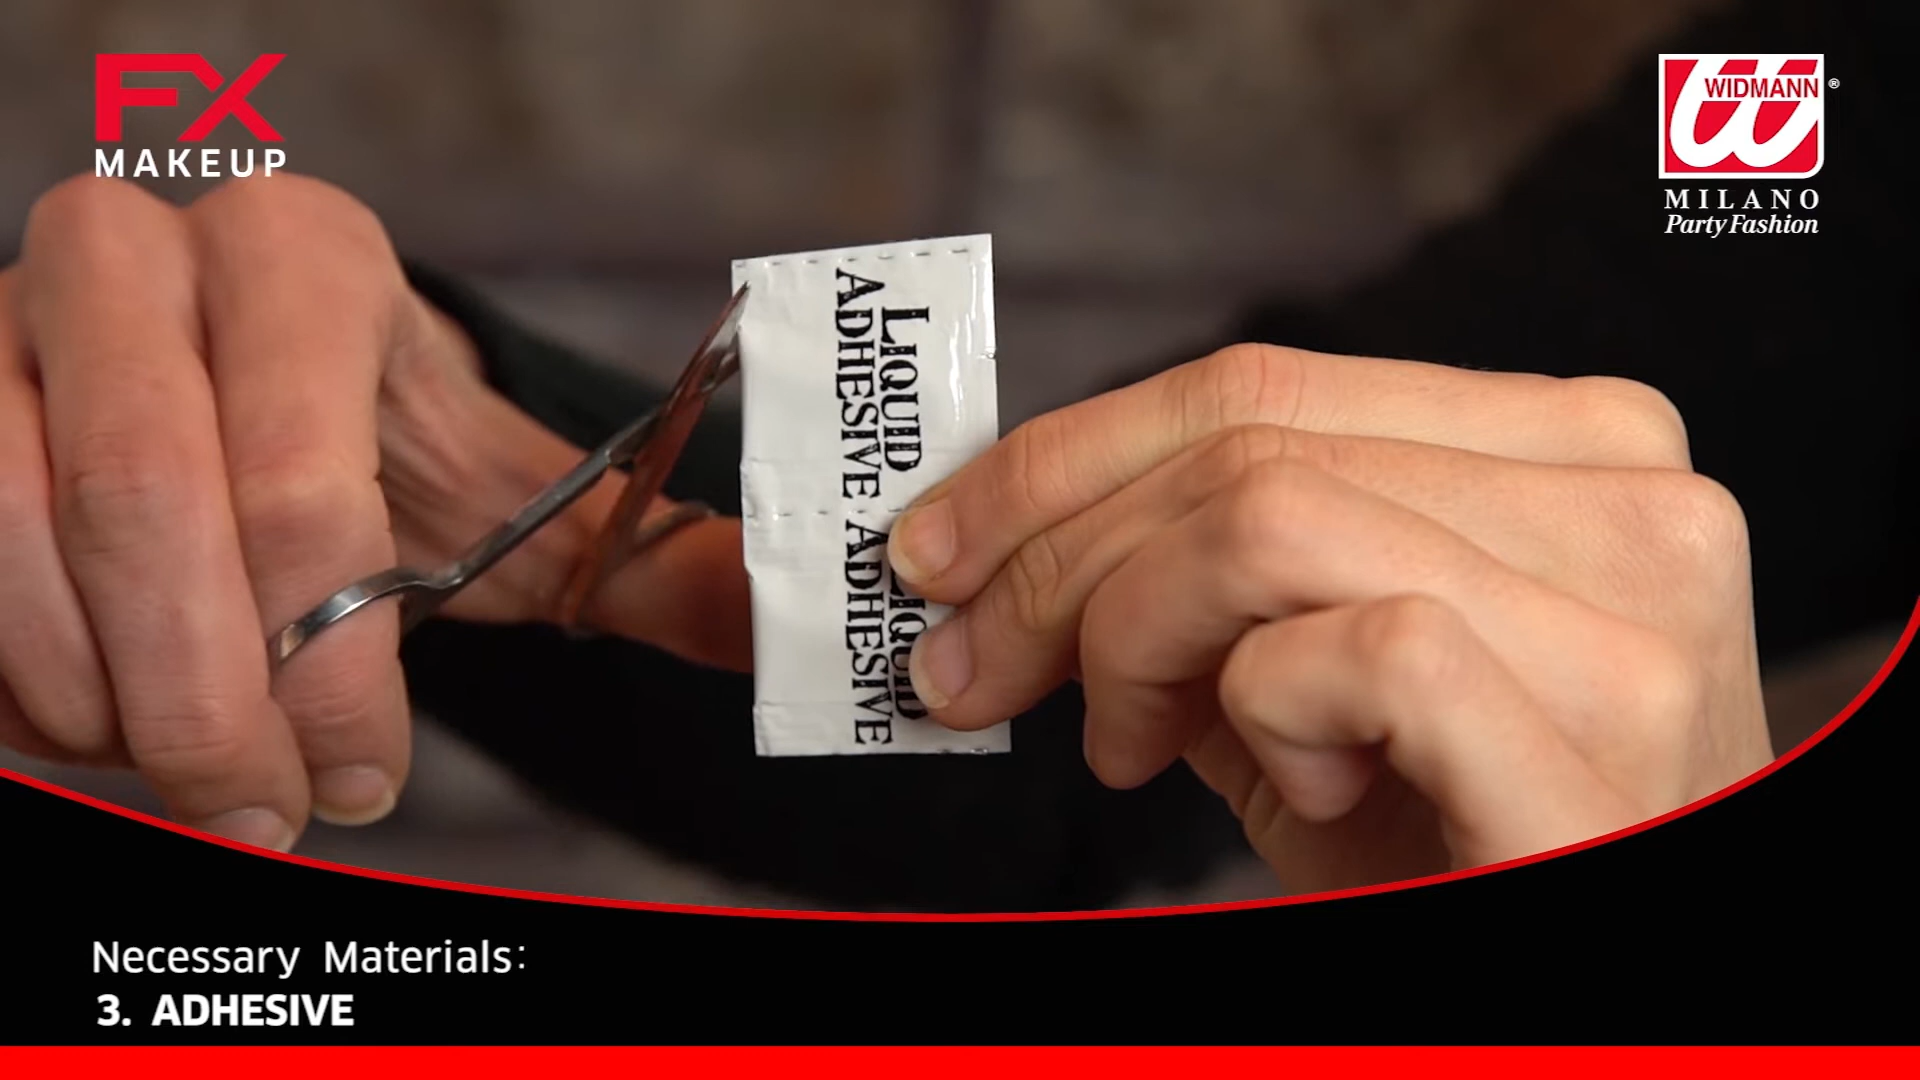 FX
MAKEUP
WIDMANN®
MILANO
Party Fashion
LIQUID
ADHESIVE
LIQUID
ADHESIVE
Necessary Materials:
3. ADHESIVE